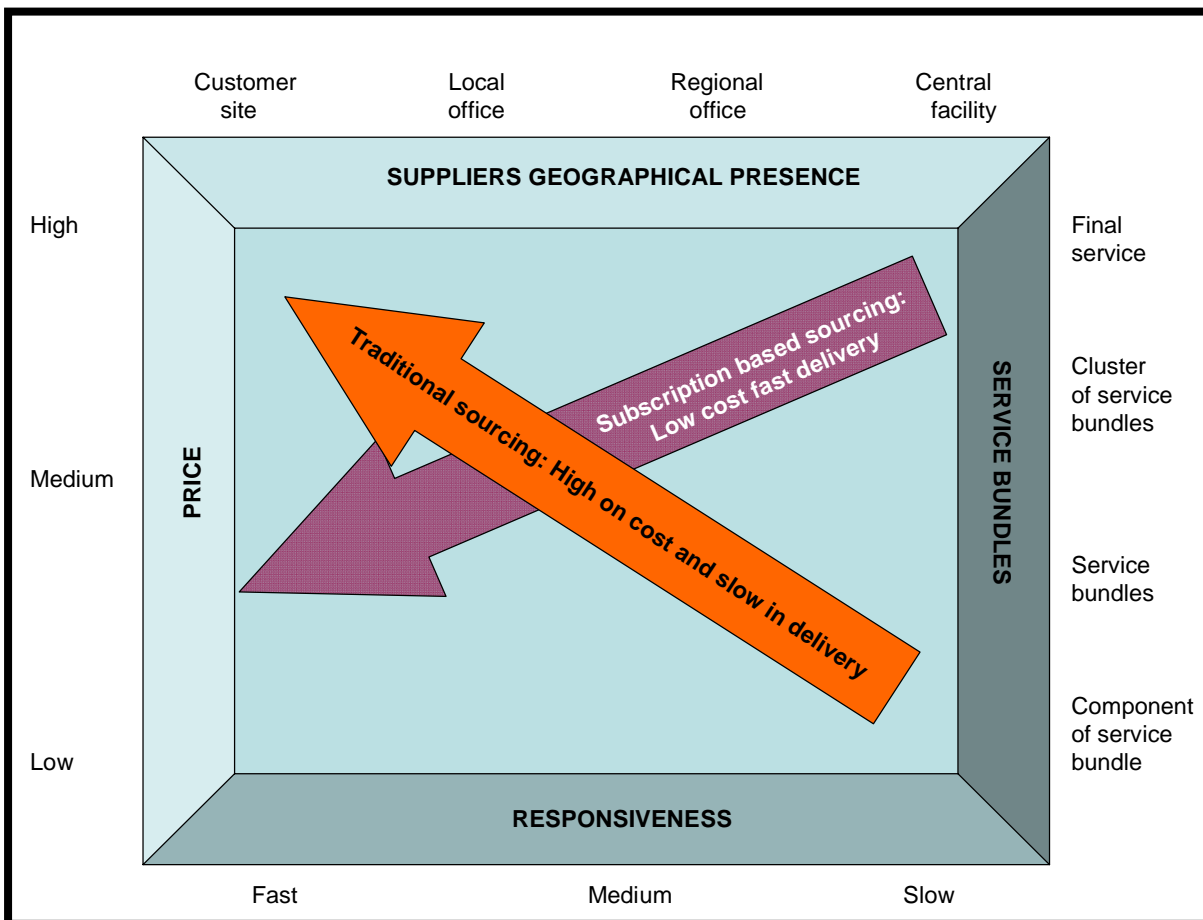 Customer
site
Local
office
Regional
office
Central
facility
SUPPLIERS GEOGRAPHICAL PRESENCE
High
Medium
Low
PRICE
Traditional sourcing: High on cost and slow in delivery
Subscription based sourcing:
Low cost fast delivery
SERVICE BUNDLES
Final
service
Cluster
of service
bundles
Service
bundles
Component
of service
bundle
RESPONSIVENESS
Fast
Medium
Slow